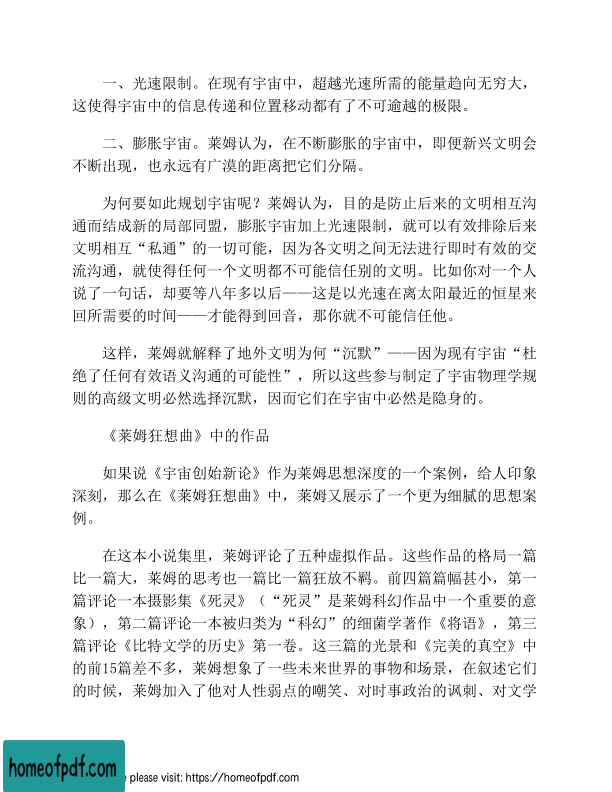 一、光速限制。在现有宇宙中，超越光速所需的能量趋向无穷大，
这使得宇宙中的信息传递和位置移动都有了不可逾越的极限。
二、膨胀宇宙。莱姆认为，在不断膨胀的宇宙中，即便新兴文明会
不断出现，也永远有广漠的距离把它们分隔。
为何要如此规划宇宙呢？莱姆认为，目的是防止后来的文明相互沟
通而结成新的局部同盟，膨胀宇宙加上光速限制，就可以有效排除后来
文明相互“私通”的一切可能，因为各文明之间无法进行即时有效的交
流沟通，就使得任何一个文明都不可能信任别的文明。比如你对一个人
说了一句话，却要等八年多以后——这是以光速在离太阳最近的恒星来
回所需要的时间——才能得到回音，那你就不可能信任他。
这样，莱姆就解释了地外文明为何“沉默”——因为现有宇宙“杜
绝了任何有效语义沟通的可能性”，所以这些参与制定了宇宙物理学规
则的高级文明必然选择沉默，因而它们在宇宙中必然是隐身的。
《莱姆狂想曲》中的作品
如果说《宇宙创始新论》作为莱姆思想深度的一个案例，给人印象
深刻，那么在《莱姆狂想曲》中，莱姆又展示了一个更为细腻的思想案
例。
在这本小说集里，莱姆评论了五种虚拟作品。这些作品的格局一篇
比一篇大，莱姆的思考也一篇比一篇狂放不羁。前四篇篇幅甚小，第一
篇评论一本摄影集《死灵》（“死灵”是莱姆科幻作品中一个重要的意
象），第二篇评论一本被归类为“科幻”的细菌学著作《将语》，第三
篇评论《比特文学的历史》第一卷。这三篇的光景和《完美的真空》中
的前15篇差不多，莱姆想象了一些未来世界的事物和场景，在叙述它们
的时候，莱姆加入了他对人性弱点的嘲笑、对时事政治的讽刺、对文学
homeofpdf.com
e please visit: https://homeofpdf.com